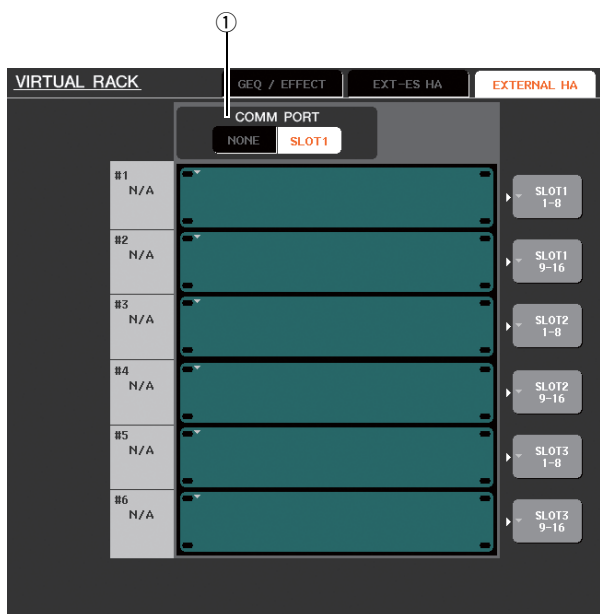 ①
VIRTUAL RACK
GEQ / EFFECT
EXT-ES HA
EXTERNAL HA
COMM PORT
NONE
SLOT1
#1
N/A
SLOT1
1-8
#2
N/A
SLOT1
9-16
#3
N/A
SLOT2
1-8
#4
N/A
SLOT2
9-16
#5
N/A
SLOT3
1-8
#6
N/A
SLOT3
9-16